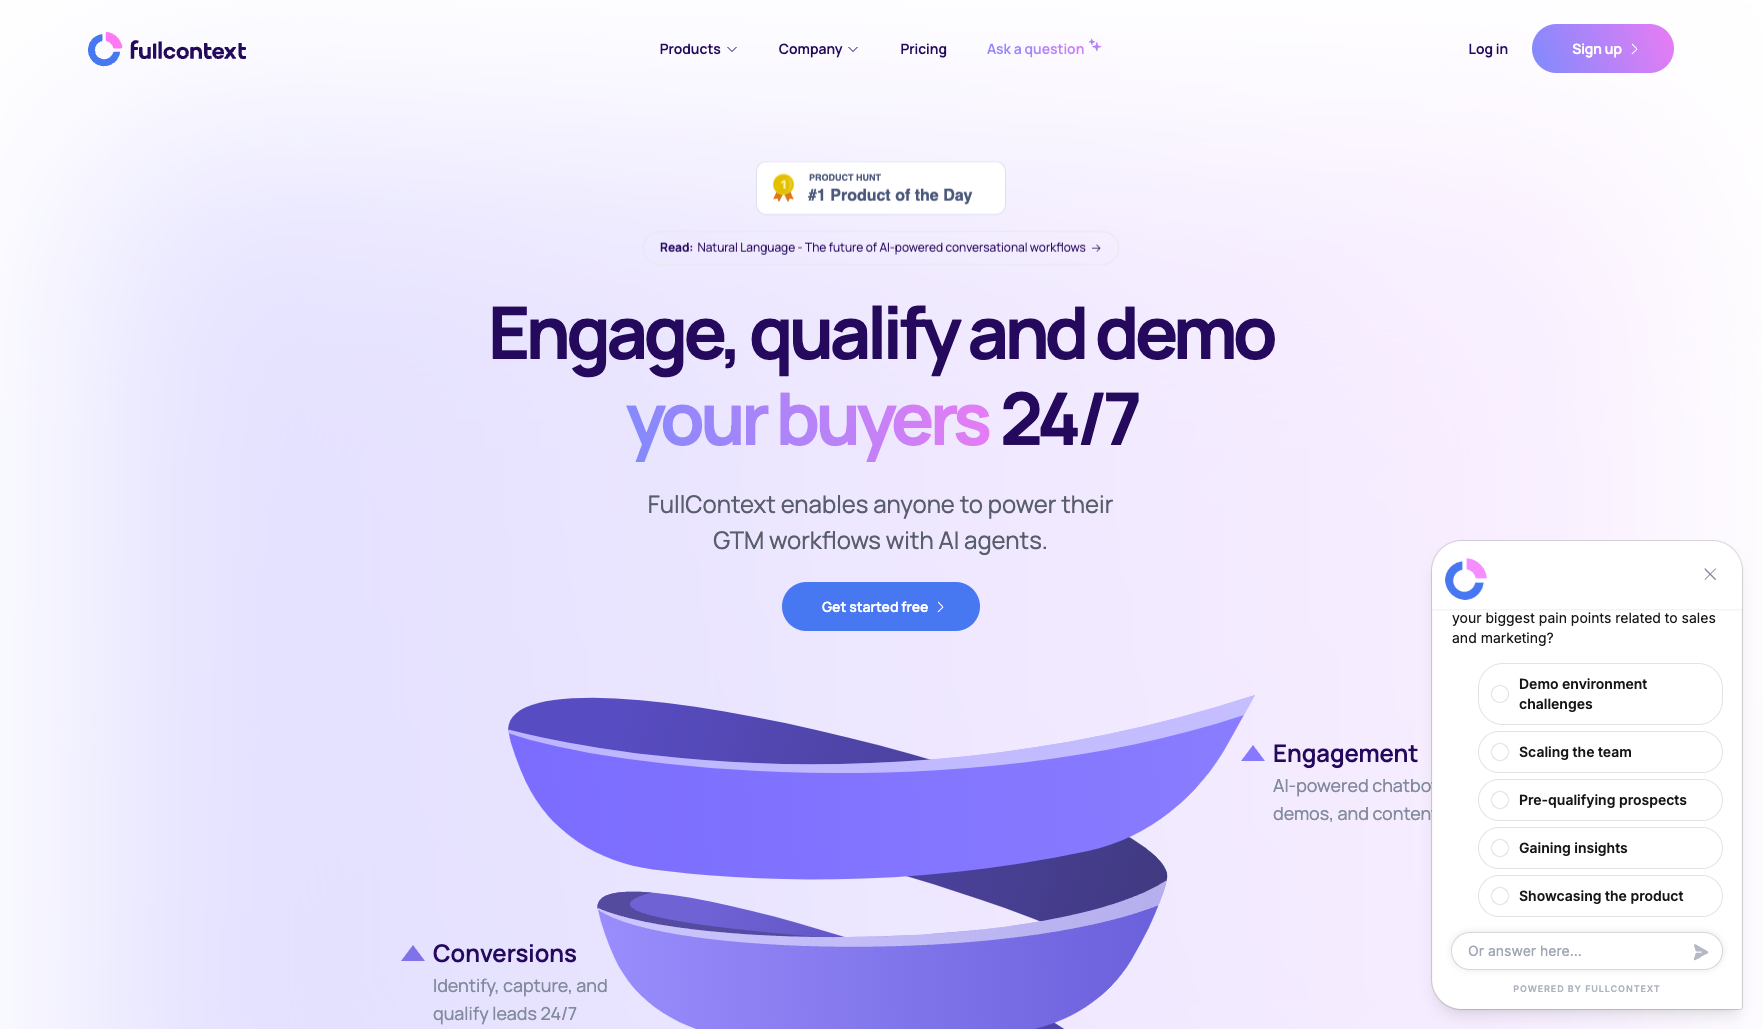 fullcontext
Products
Company
Pricing
Ask a question
Log in
Sign up
1
PRODUCT HUNT
#1 Product of the Day
Read: Natural Language - The future of AI-powered conversational workflows →
Engage, qualify and demo
your buyers 24/7
FullContext enables anyone to power their
GTM workflows with AI agents.
Get started free
Engagement
AI-powered
demos, and
Conversions
Identify, capture, and
qualify leads 24/7
your biggest pain points related to sales
and marketing?
Demo environment
challenges
Scaling the team
Pre-qualifying prospects
Gaining insights
Showcasing the product
Or answer here...
POWERED BY FULLCONTEXT